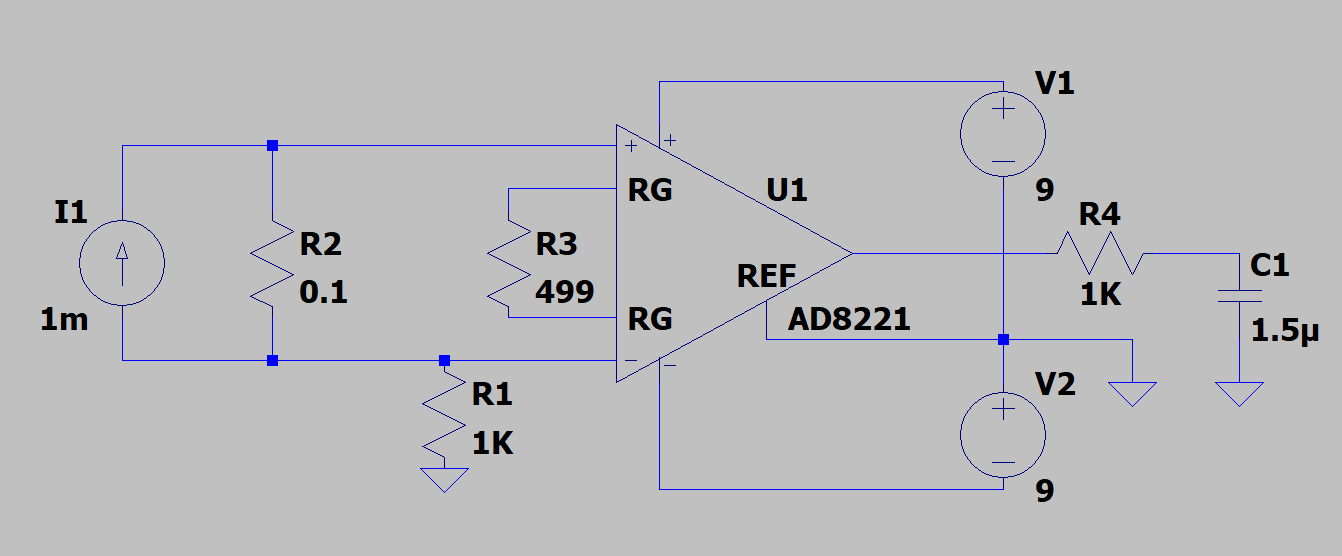 I1
1m
R2
0.1
R1
1K
R3
499
+
RG
RG
−
+
−
U1
REF
AD8221
V1
+
−
9
R4
1K
C1
1.5µ
V2
+
−
9